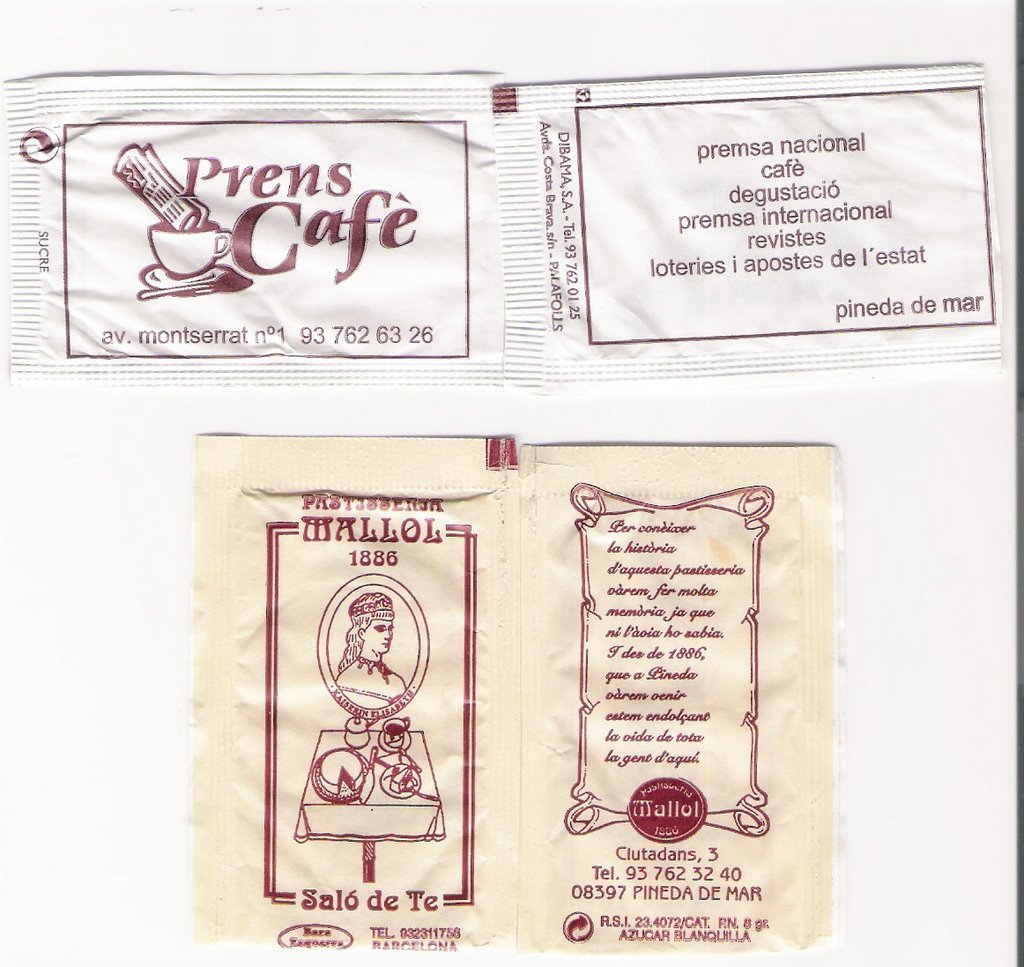 Prens
Cafè
SUCRE
av. montserrat nº1 93 762 63 26
DIBAMA, S.A. - Tel. 93 762 01 25
Avda. Costa Brava, s/n - PALAFOLLS
premsa nacional
cafè
degustació
premsa internacional
revistes
loteries i apostes de l´estat
pineda de mar
PASTISSERIA
MALLOL
1886
KAISERIN ELISABETH
Saló de Te
TEL. 932311758
BARCELONA
Per conèixer
la història
d'aquesta pastisseria
vàrem fer molta
memòria ja que
ni l'àvia ho sabia.
I des de 1886,
que a Pineda
vàrem venir
estem endolçant
la vida de tota
la gent d'aquí.
PASTISSERIA
Mallol
1886
Ciutadans, 3
Tel. 93 762 32 40
08397 PINEDA DE MAR
R.S.I. 23.4072/CAT. P.N. 8 gr.
AZUCAR BLANQUILLA